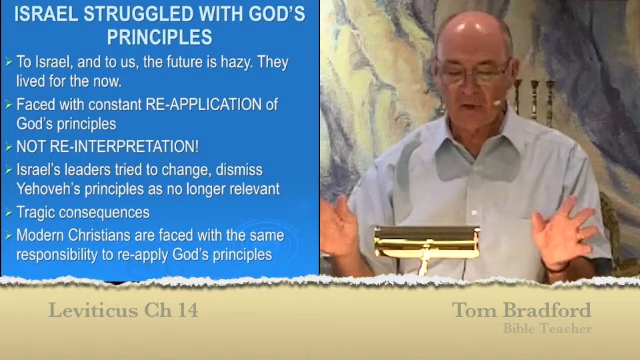 ISRAEL STRUGGLED WITH GOD'S
PRINCIPLES
➢ To Israel, and to us, the future is hazy. They
lived for the now.
➢ Faced with constant RE-APPLICATION of
God's principles
➢ NOT RE-INTERPRETATION!
➢ Israel's leaders tried to change, dismiss
Yehoveh's principles as no longer relevant
➢ Tragic consequences
➢ Modern Christians are faced with the same
responsibility to re-apply God's principles
Leviticus Ch 14
Tom Bradford
Bible Teacher